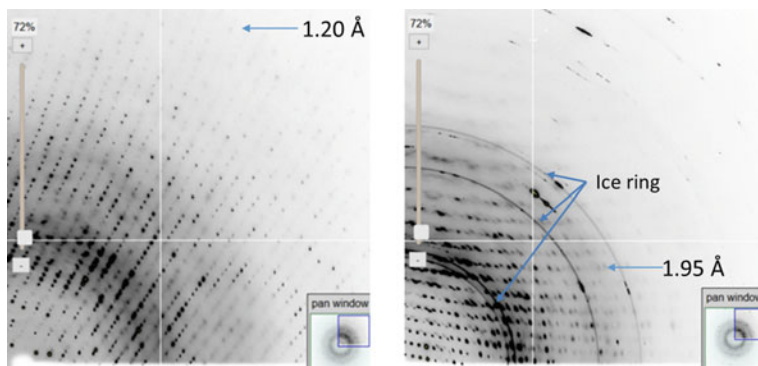 72%
+
1.20 Å
-
pan window
72%
+
Ice ring
1.95 Å
-
pan window